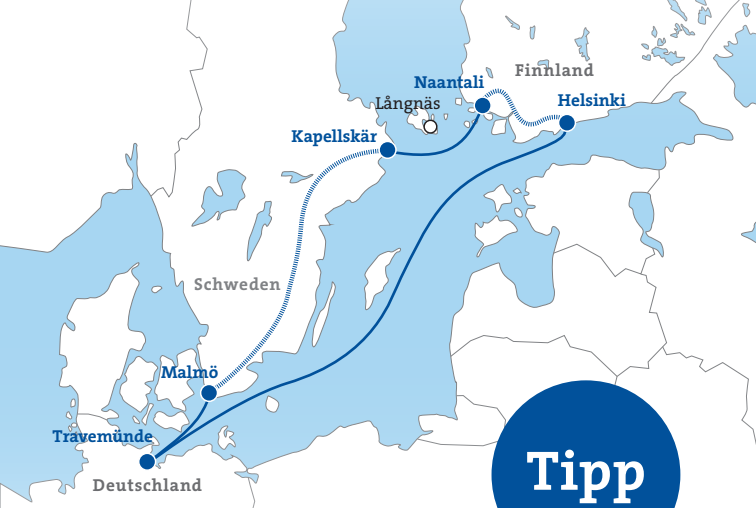 Finnland
Naantali
Långnäs
Helsinki
Kapellskär
Schweden
Malmö
Travemünde
Tipp
Deutschland